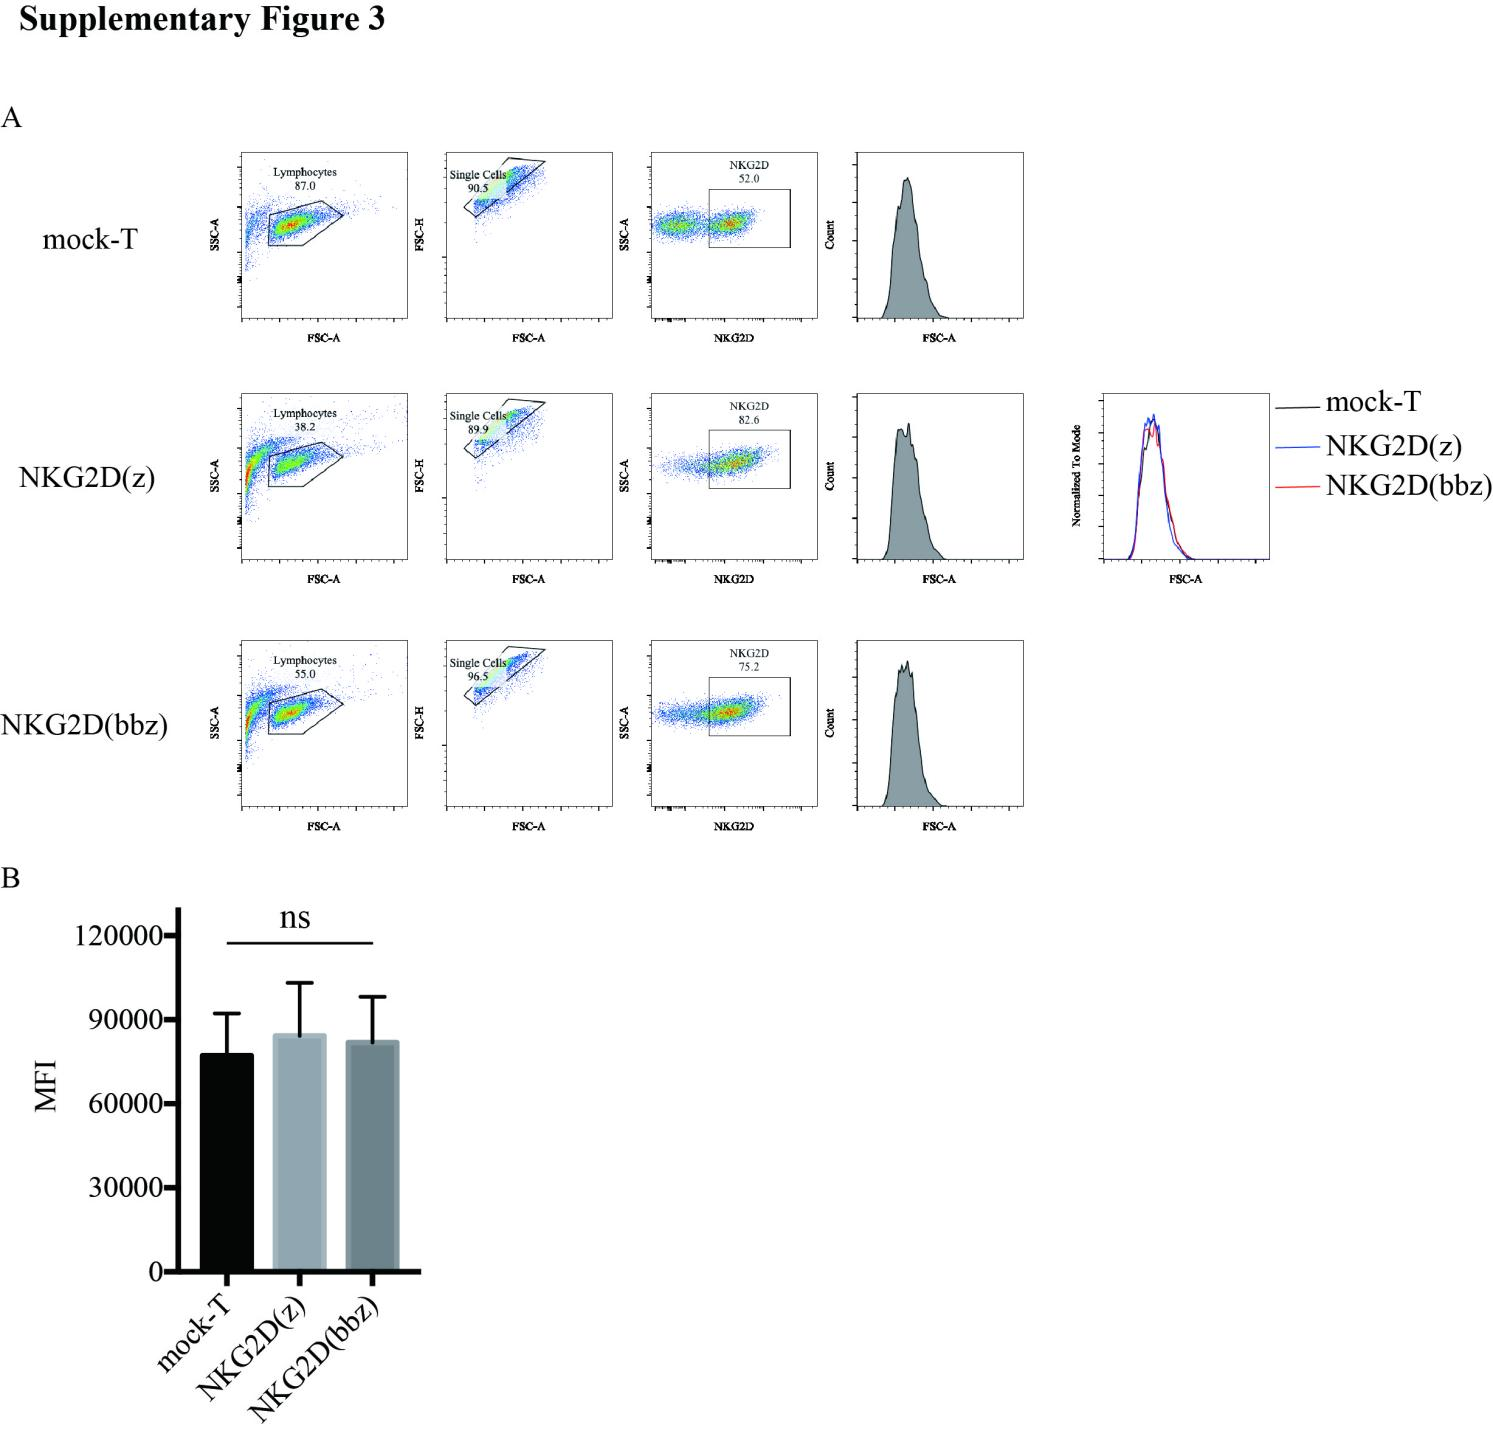 Supplementary Figure 3
A
mock-T
Lymphocytes
87.0
SSC-A
FSC-A
Single Cells
90.5
FSC-H
FSC-A
NKG2D
52.0
SSC-A
NKG2D
Count
FSC-A
NKG2D(z)
Lymphocytes
38.2
SSC-A
FSC-A
Single Cells
89.9
FSC-H
FSC-A
NKG2D
82.6
SSC-A
NKG2D
Count
FSC-A
Normalized To Mode
FSC-A
mock-T
NKG2D(z)
NKG2D(bbz)
NKG2D(bbz)
Lymphocytes
55.0
SSC-A
FSC-A
Single Cells
96.5
FSC-H
FSC-A
NKG2D
75.2
SSC-A
NKG2D
Count
FSC-A
B
ns
120000
90000
60000
30000
0
MFI
mock-T
NKG2D(z)
NKG2D(bbz)